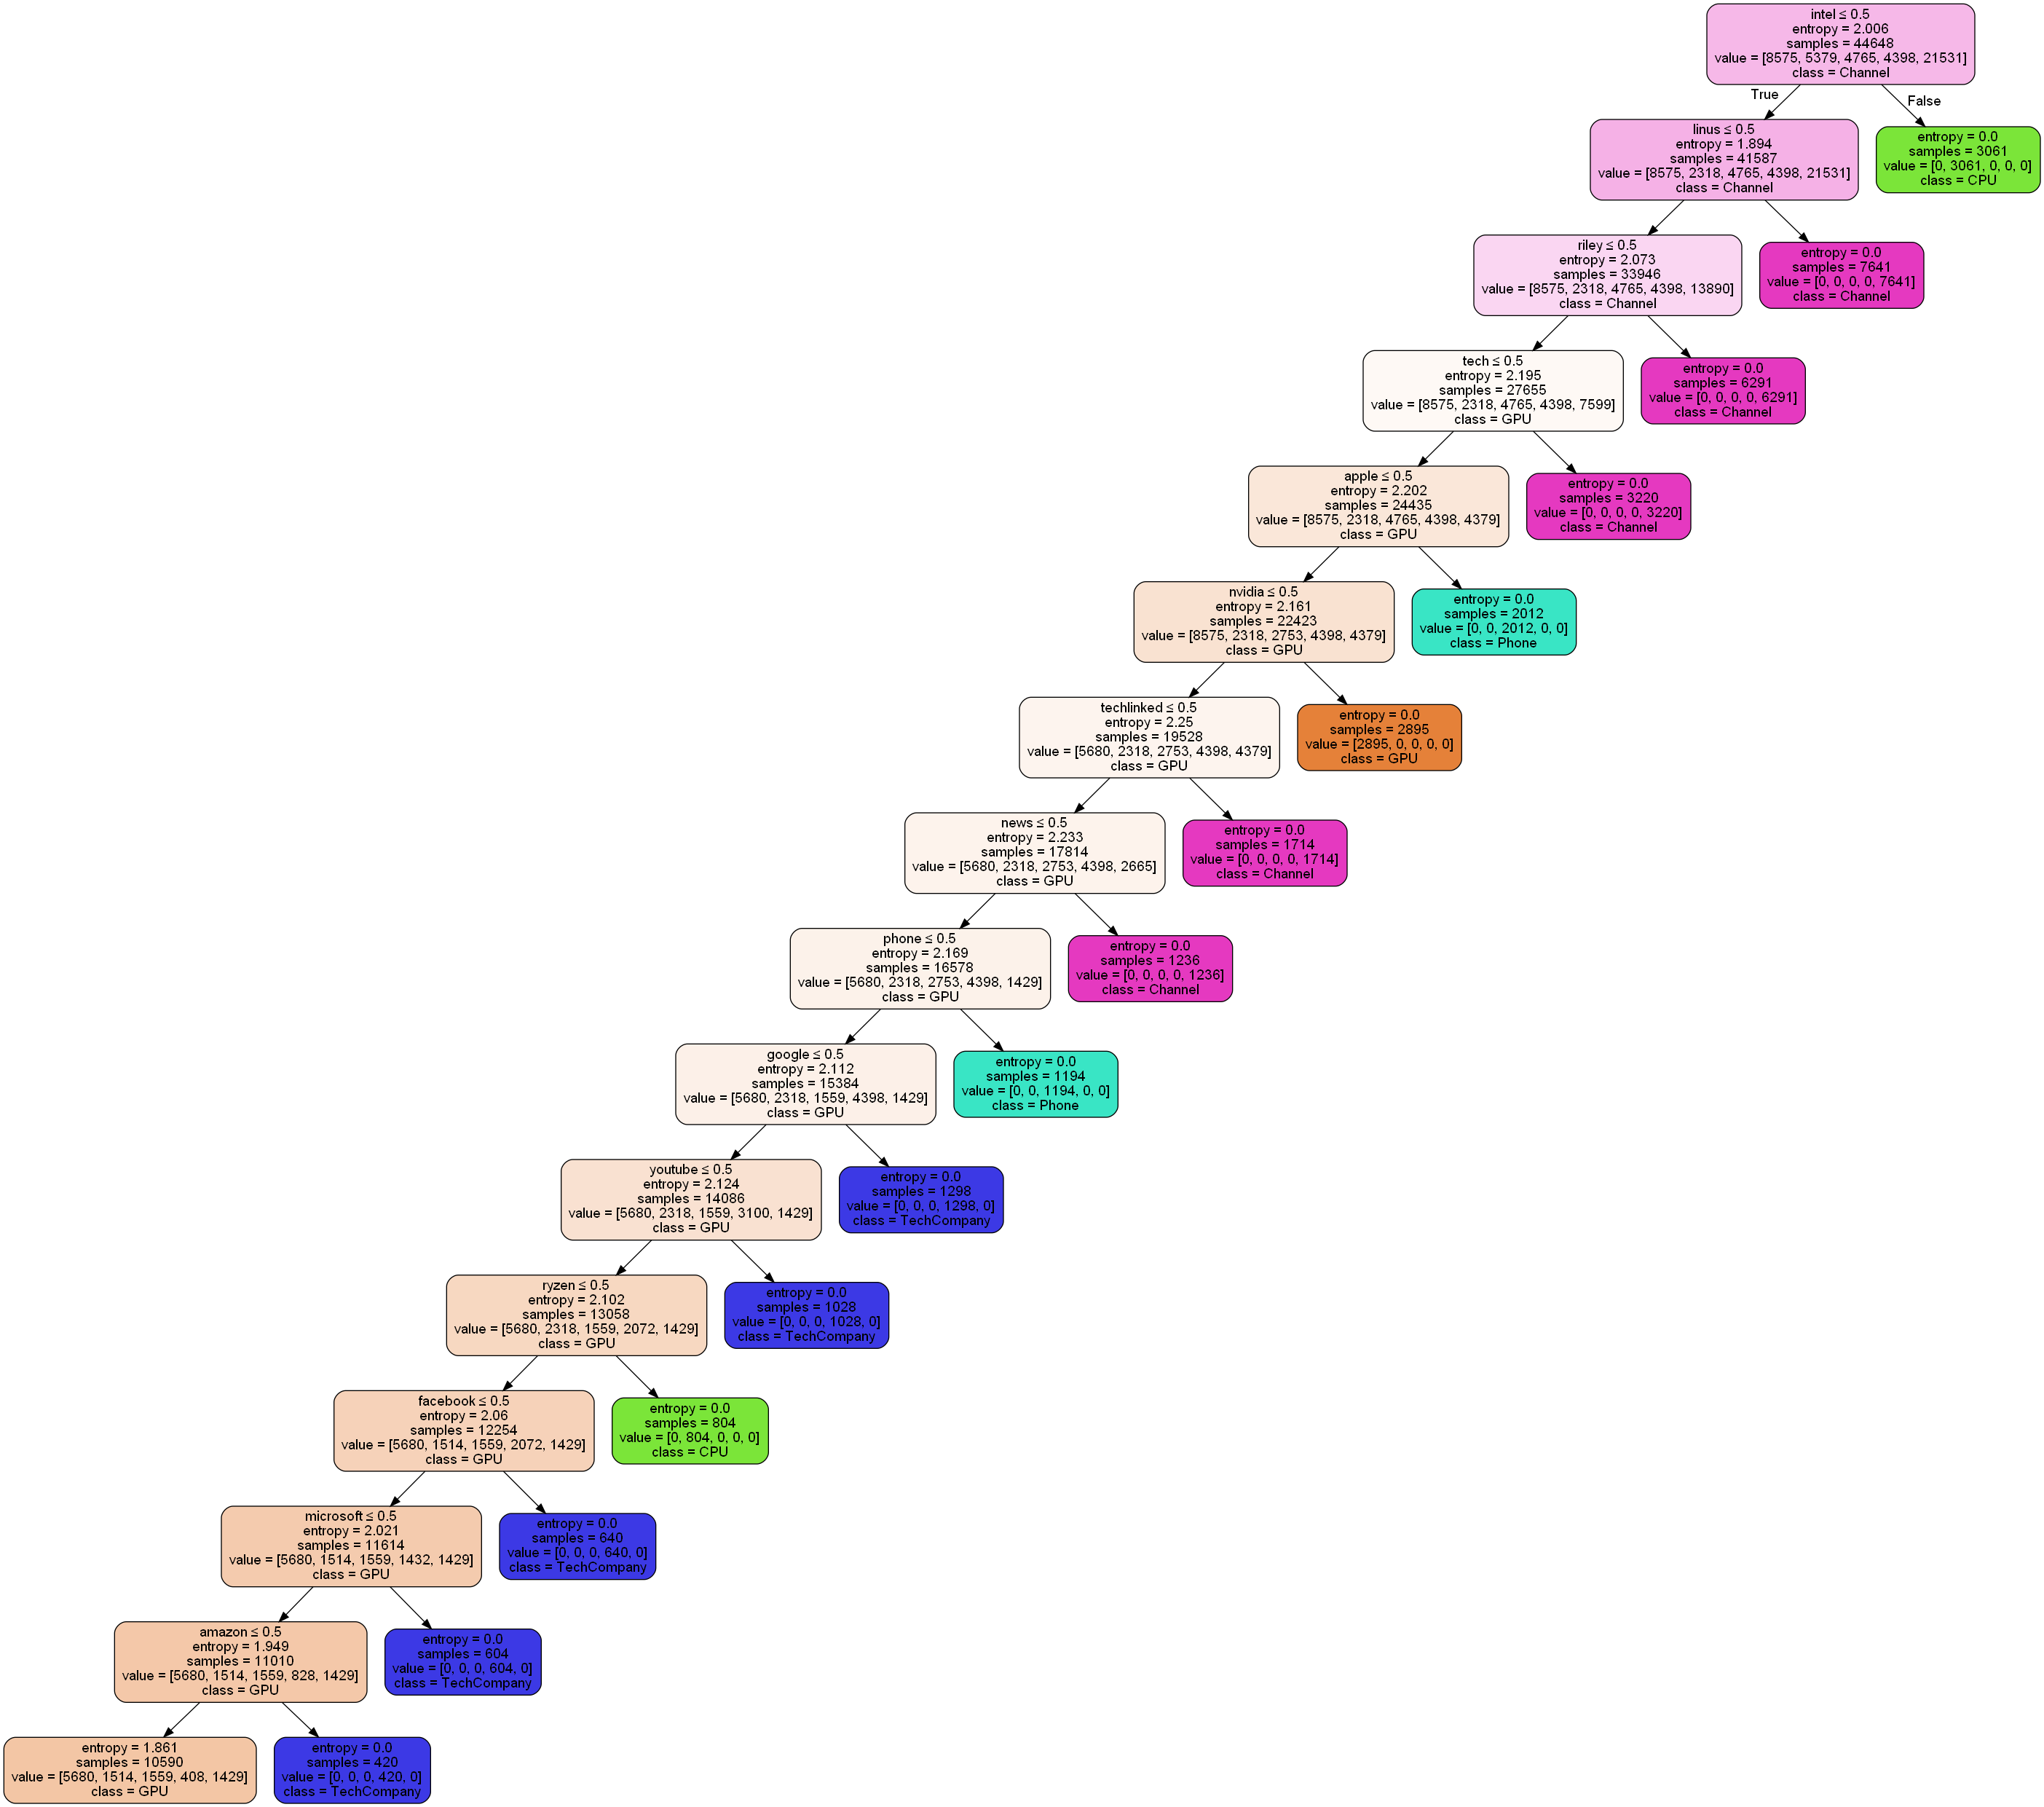 intel ≤ 0.5
entropy = 2.006
samples = 44648
value = [8575, 5379, 4765, 4398, 21531]
class = Channel
True
False
linus ≤ 0.5
entropy = 1.894
samples = 41587
value = [8575, 2318, 4765, 4398, 21531]
class = Channel
entropy = 0.0
samples = 3061
value = [0, 3061, 0, 0, 0]
class = CPU
riley ≤ 0.5
entropy = 2.073
samples = 33946
value = [8575, 2318, 4765, 4398, 13890]
class = Channel
entropy = 0.0
samples = 7641
value = [0, 0, 0, 0, 7641]
class = Channel
tech ≤ 0.5
entropy = 2.195
samples = 27655
value = [8575, 2318, 4765, 4398, 7599]
class = GPU
entropy = 0.0
samples = 6291
value = [0, 0, 0, 0, 6291]
class = Channel
apple ≤ 0.5
entropy = 2.202
samples = 24435
value = [8575, 2318, 4765, 4398, 4379]
class = GPU
entropy = 0.0
samples = 3220
value = [0, 0, 0, 0, 3220]
class = Channel
nvidia ≤ 0.5
entropy = 2.161
samples = 22423
value = [8575, 2318, 2753, 4398, 4379]
class = GPU
entropy = 0.0
samples = 2012
value = [0, 0, 2012, 0, 0]
class = Phone
techlinked ≤ 0.5
entropy = 2.25
samples = 19528
value = [5680, 2318, 2753, 4398, 4379]
class = GPU
entropy = 0.0
samples = 2895
value = [2895, 0, 0, 0, 0]
class = GPU
news ≤ 0.5
entropy = 2.233
samples = 17814
value = [5680, 2318, 2753, 4398, 2665]
class = GPU
entropy = 0.0
samples = 1714
value = [0, 0, 0, 0, 1714]
class = Channel
phone ≤ 0.5
entropy = 2.169
samples = 16578
value = [5680, 2318, 2753, 4398, 1429]
class = GPU
entropy = 0.0
samples = 1236
value = [0, 0, 0, 0, 1236]
class = Channel
google ≤ 0.5
entropy = 2.112
samples = 15384
value = [5680, 2318, 1559, 4398, 1429]
class = GPU
entropy = 0.0
samples = 1194
value = [0, 0, 1194, 0, 0]
class = Phone
youtube ≤ 0.5
entropy = 2.124
samples = 14086
value = [5680, 2318, 1559, 3100, 1429]
class = GPU
entropy = 0.0
samples = 1298
value = [0, 0, 0, 1298, 0]
class = TechCompany
ryzen ≤ 0.5
entropy = 2.102
samples = 13058
value = [5680, 2318, 1559, 2072, 1429]
class = GPU
entropy = 0.0
samples = 1028
value = [0, 0, 0, 1028, 0]
class = TechCompany
facebook ≤ 0.5
entropy = 2.06
samples = 12254
value = [5680, 1514, 1559, 2072, 1429]
class = GPU
entropy = 0.0
samples = 804
value = [0, 804, 0, 0, 0]
class = CPU
microsoft ≤ 0.5
entropy = 2.021
samples = 11614
value = [5680, 1514, 1559, 1432, 1429]
class = GPU
entropy = 0.0
samples = 640
value = [0, 0, 0, 640, 0]
class = TechCompany
amazon ≤ 0.5
entropy = 1.949
samples = 11010
value = [5680, 1514, 1559, 828, 1429]
class = GPU
entropy = 0.0
samples = 604
value = [0, 0, 0, 604, 0]
class = TechCompany
entropy = 1.861
samples = 10590
value = [5680, 1514, 1559, 408, 1429]
class = GPU
entropy = 0.0
samples = 420
value = [0, 0, 0, 420, 0]
class = TechCompany